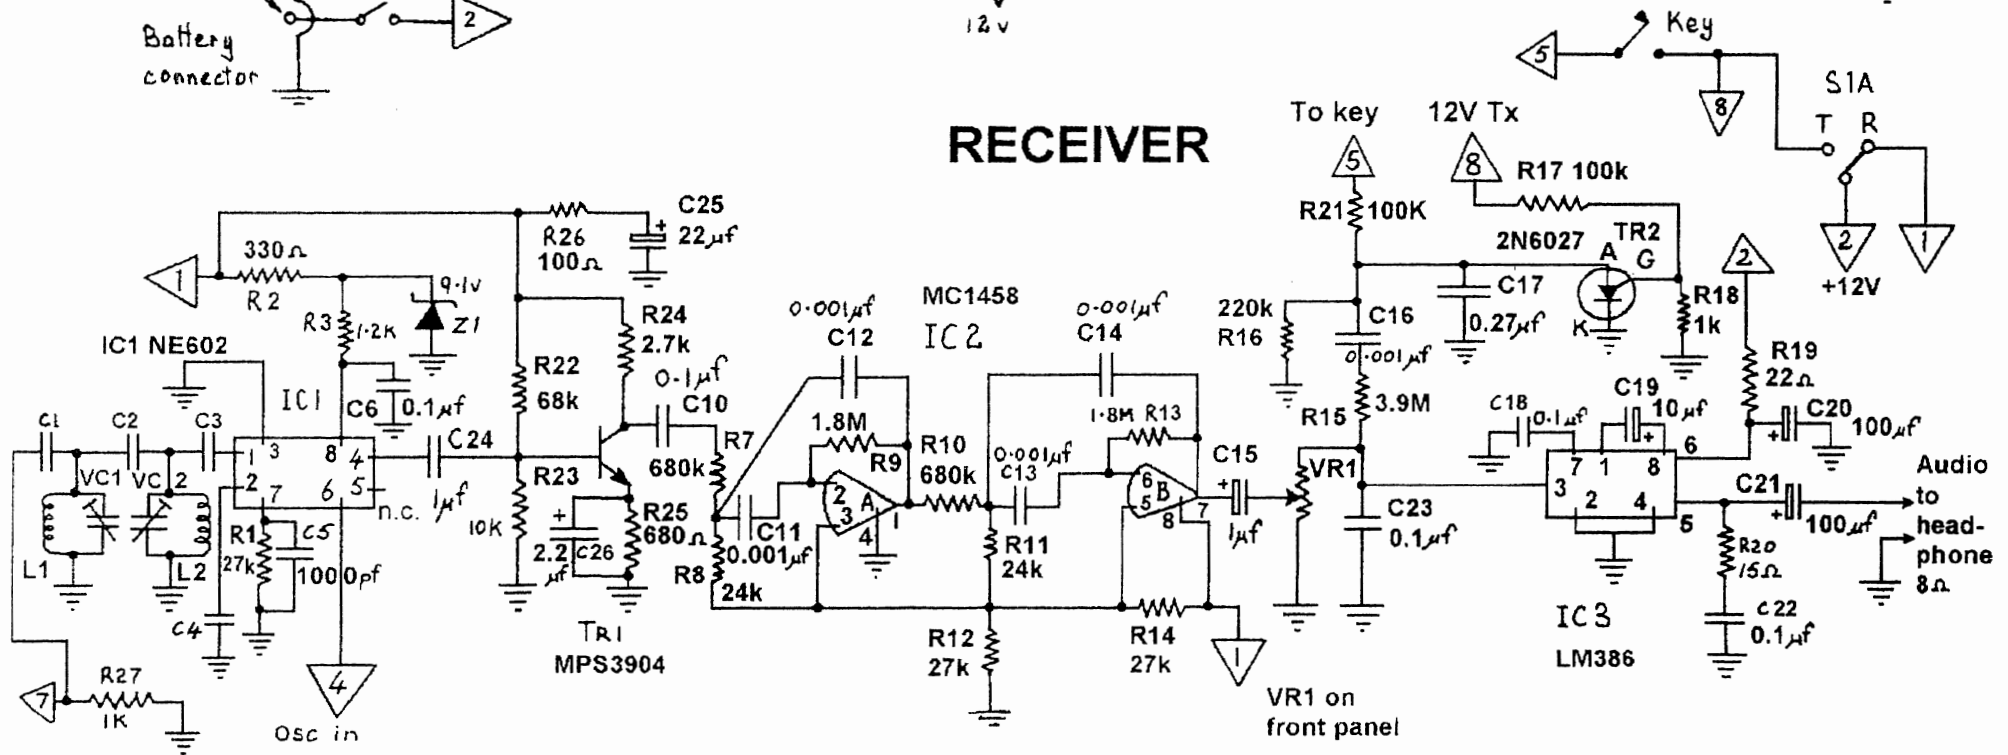 Battery
connector
2
12v
RECEIVER
5
Key
8
S1A
T R
2
1
+12V
To key
5
12V Tx
8
R17 100k
R21 100K
2N6027
A TR2
G
K
R18
1k
220k
R16
C16
0.001µf
C17
0.27µf
R15
3.9M
VR1
C23
0.1µf
2
R19
22Ω
C18
0.1µf
C19
10µf
+
C20
100µf
+
7 1 8 6
3 2 4 5
C21
100µf
+
R20
15Ω
C22
0.1µf
IC3
LM386
Audio
to
head-
phone
8Ω
C25
22µf
+
R26
100Ω
1
330Ω
R2
R3
1.2K
9.1v
Z1
IC1 NE602
IC1
C6
0.1µf
C1 C2 C3
VC1 VC 2
L1 L2
1 3 8 4
2 7 6 5
n.c.
R1
27k
C5
1000pf
C4
C24
1µf
R22
68k
R23
10K
R24
2.7k
0.1µf
C10
R25
680Ω
+
2.2
µf
C26
TR1
MPS3904
R7
680k
R8
24k
C11
0.001µf
0.001µf
C12
1.8M
R9
MC1458
IC2
2
3
A
1
4
R10
680k
R11
24k
R12
27k
0.001µf
C13
0.001µf
C14
1.8M R13
6
5
B
7
8
R14
27k
1
C15
+
1µf
VR1 on
front panel
7
R27
1K
4
Osc in